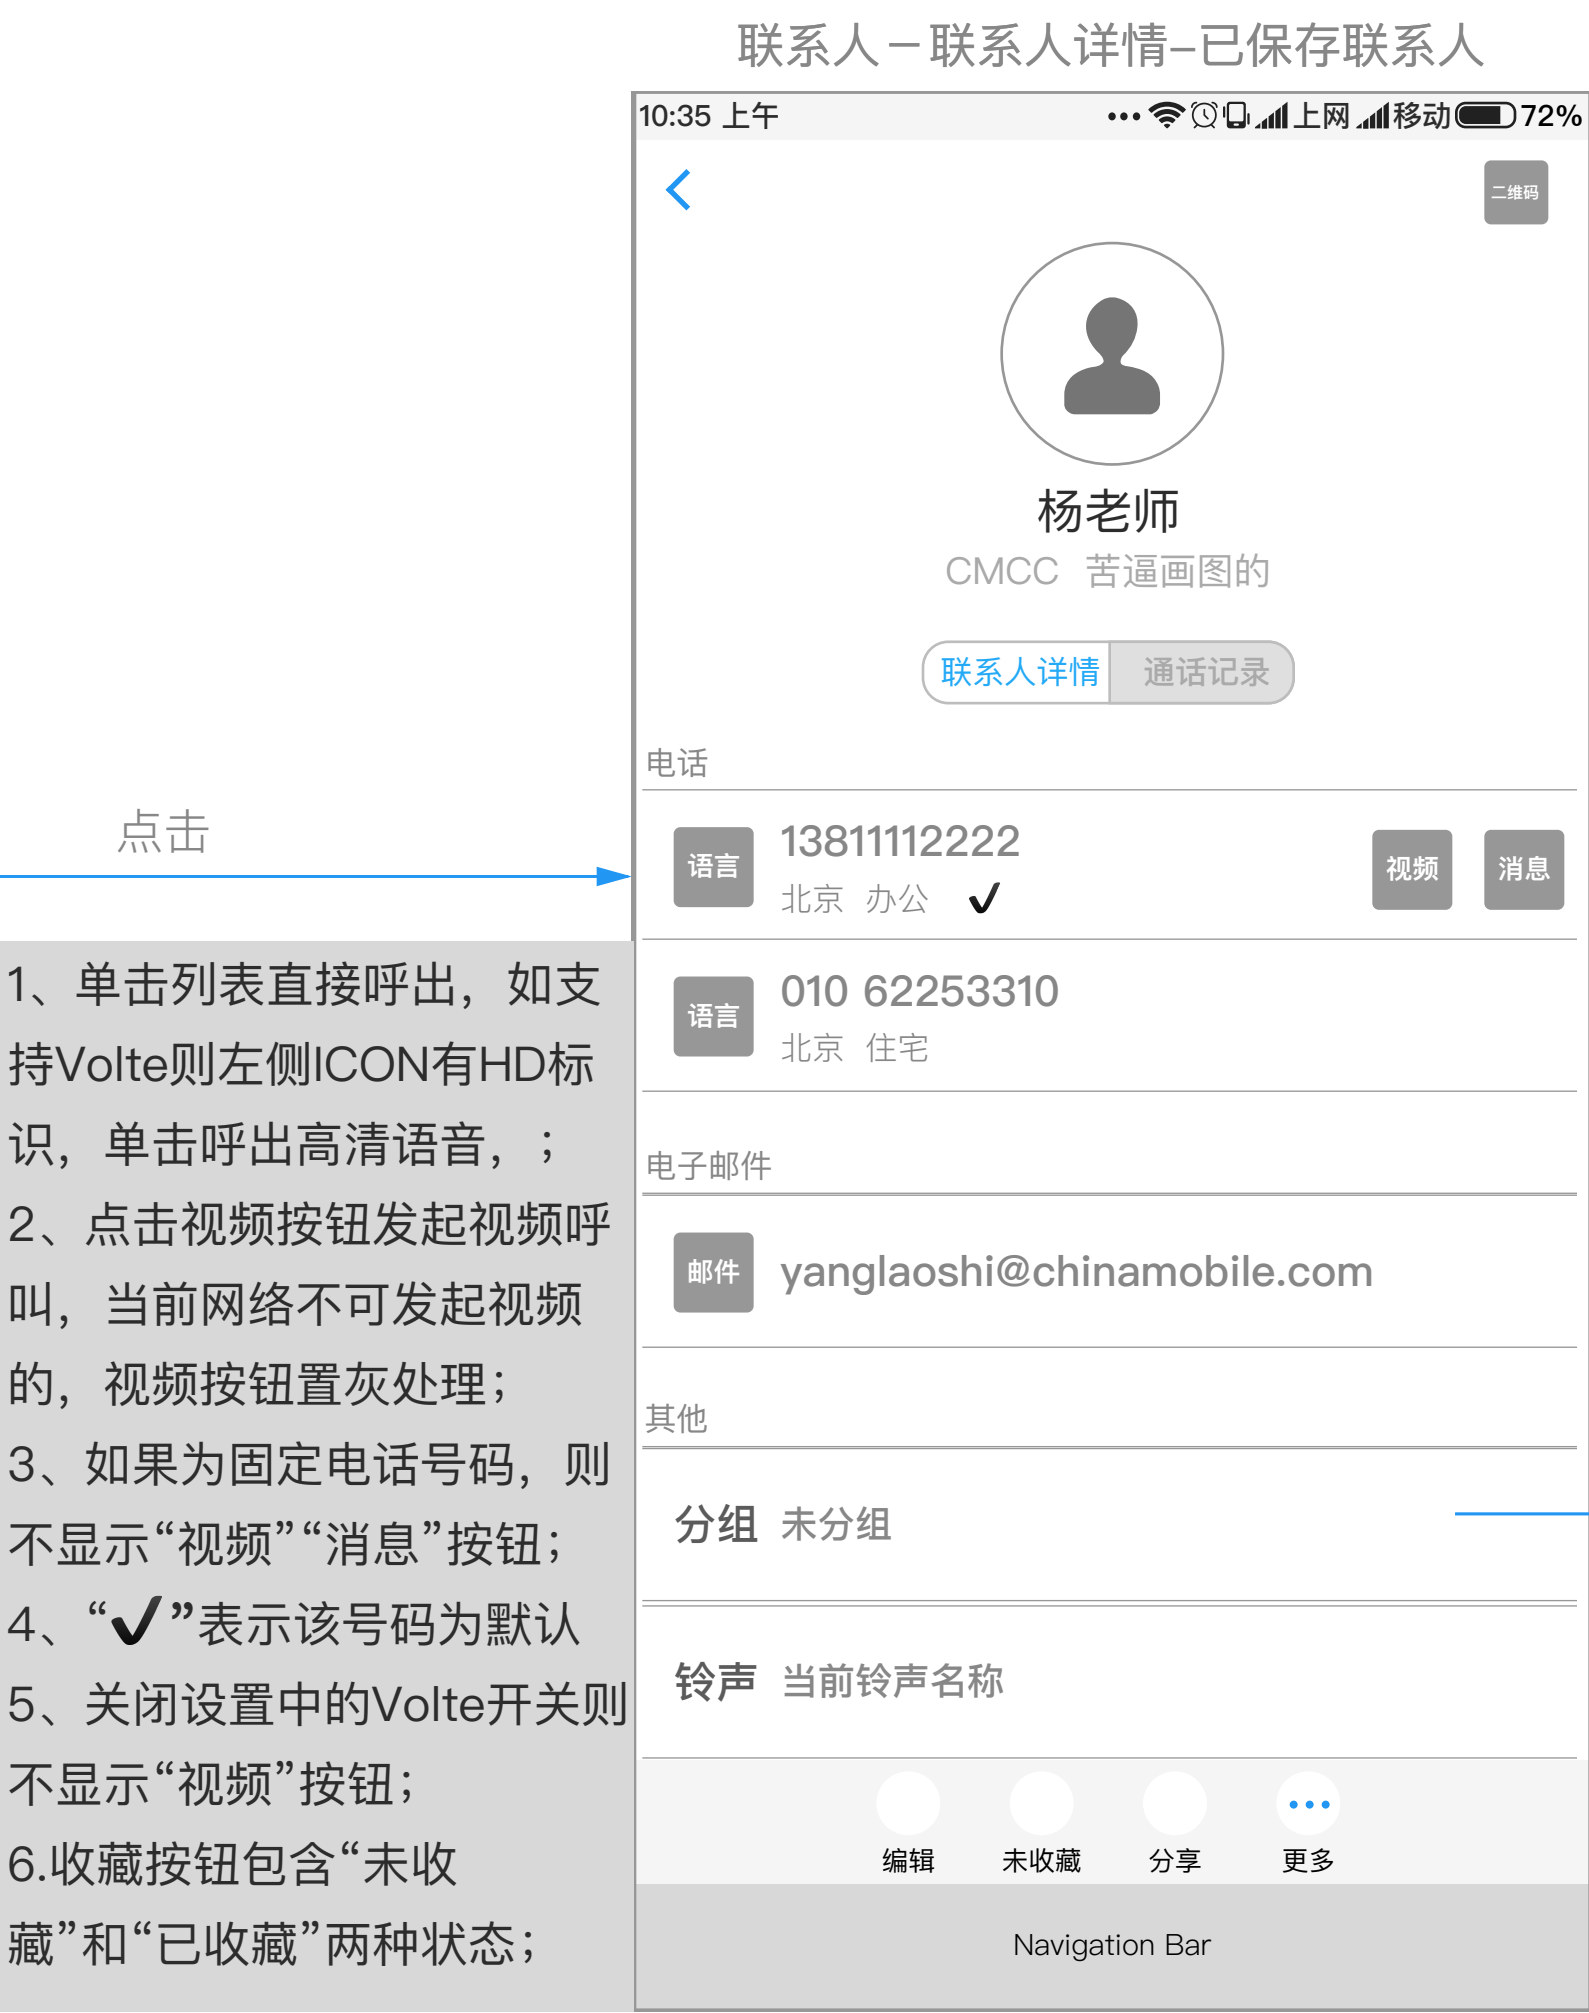 联系人－联系人详情–已保存联系人
10:35 上午
上网
移动
72%
二维码
杨老师
CMCC 苦逼画图的
联系人详情
通话记录
电话
点击
语言
13811112222
北京 办公 ✔
视频
消息
语言
010 62253310
北京 住宅
电子邮件
邮件
yanglaoshi@chinamobile.com
其他
分组 未分组
铃声 当前铃声名称
编辑
未收藏
分享
更多
Navigation Bar
1、单击列表直接呼出，如支
持Volte则左侧ICON有HD标
识，单击呼出高清语音，；
2、点击视频按钮发起视频呼
叫，当前网络不可发起视频
的，视频按钮置灰处理；
3、如果为固定电话号码，则
不显示“视频”“消息”按钮；
4、“✔”表示该号码为默认
5、关闭设置中的Volte开关则
不显示“视频”按钮；
6.收藏按钮包含“未收
藏”和“已收藏”两种状态；